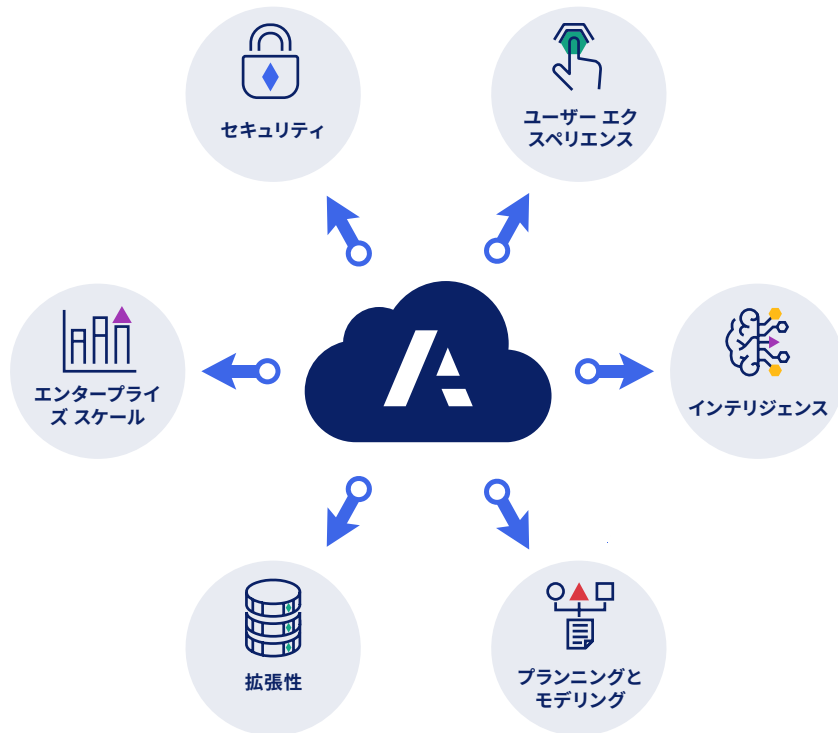 セキュリティ
ユーザー エク
スペリエンス
エンタープライ
ズ スケール
インテリジェンス
拡張性
プランニングと
モデリング